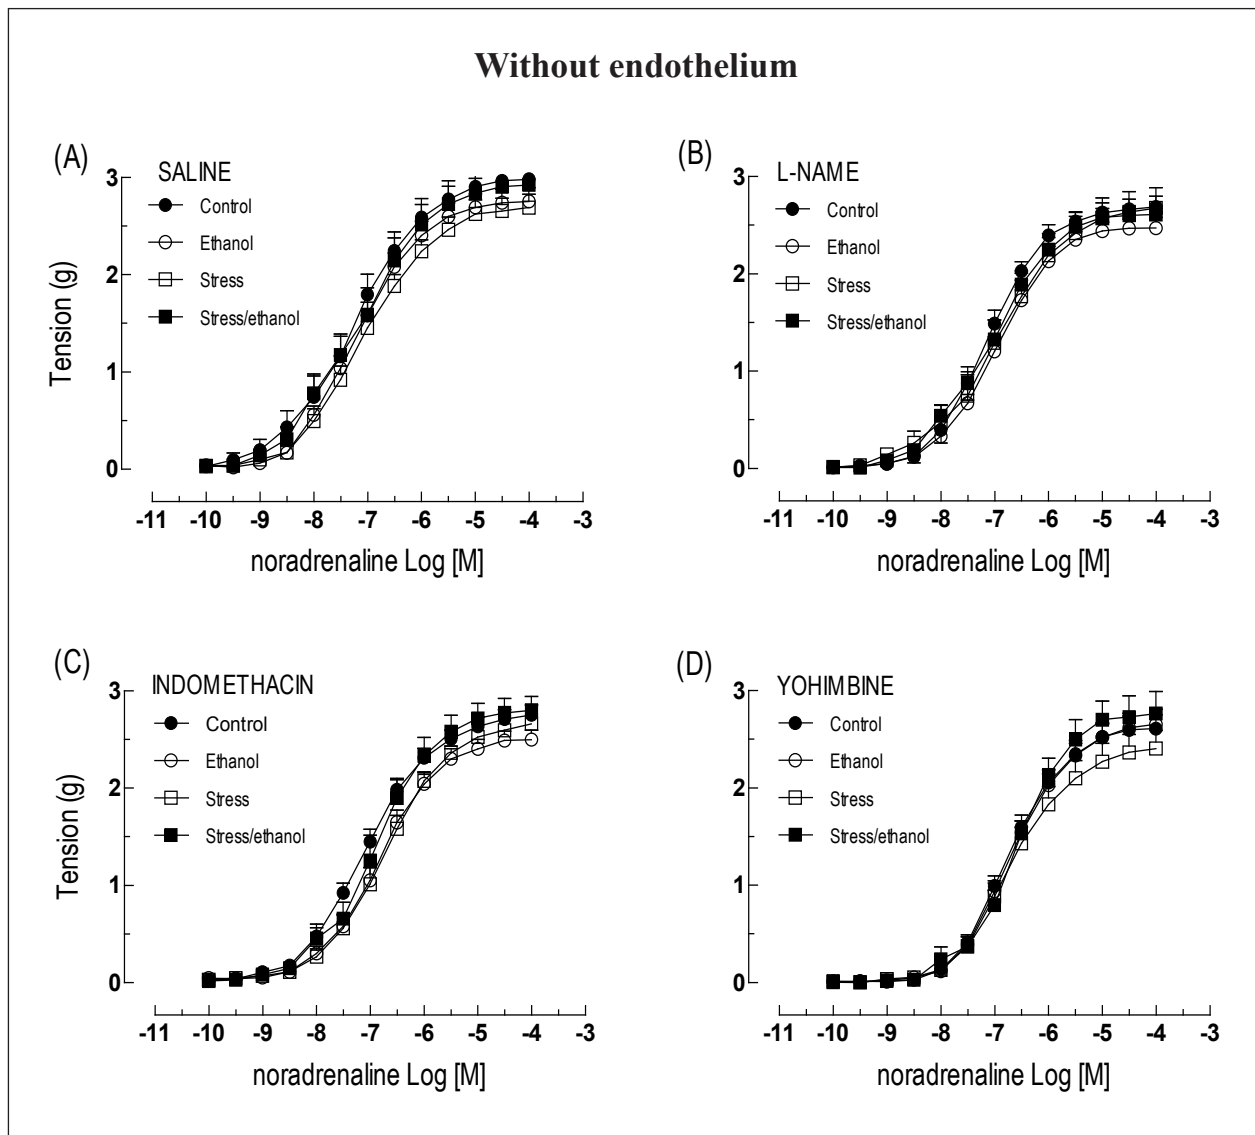 Without endothelium
(A)
SALINE
Control
Ethanol
Stress
Stress/ethanol
Tension (g)
3
2
1
0
-11 -10 -9 -8 -7 -6 -5 -4 -3
noradrenaline Log [M]
(B)
L-NAME
Control
Ethanol
Stress
Stress/ethanol
3
2
1
0
-11 -10 -9 -8 -7 -6 -5 -4 -3
noradrenaline Log [M]
(C)
INDOMETHACIN
Control
Ethanol
Stress
Stress/ethanol
Tension (g)
3
2
1
0
-11 -10 -9 -8 -7 -6 -5 -4 -3
noradrenaline Log [M]
(D)
YOHIMBINE
Control
Ethanol
Stress
Stress/ethanol
3
2
1
0
-11 -10 -9 -8 -7 -6 -5 -4 -3
noradrenaline Log [M]